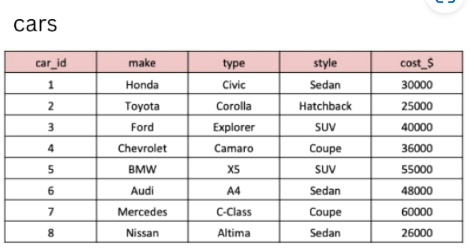 cars
car_id make type style cost_$
1 Honda Civic Sedan 30000
2 Toyota Corolla Hatchback 25000
3 Ford Explorer SUV 40000
4 Chevrolet Camaro Coupe 36000
5 BMW X5 SUV 55000
6 Audi A4 Sedan 48000
7 Mercedes C-Class Coupe 60000
8 Nissan Altima Sedan 26000